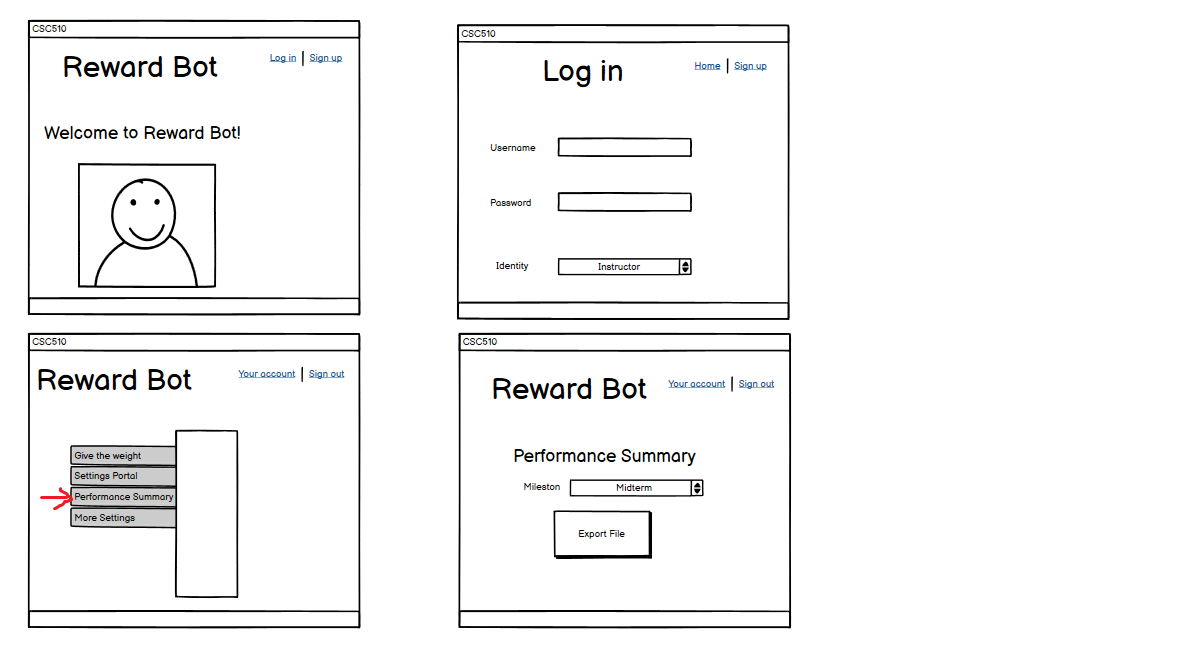 CSC510
Reward Bot
Log in
Sign up
Welcome to Reward Bot!
CSC510
Log in
Home
Sign up
Username
Password
Identity
Instructor
CSC510
Reward Bot
Your account
Sign out
Give the weight
Settings Portal
Performance Summary
More Settings
CSC510
Reward Bot
Your account
Sign out
Performance Summary
Mileston
Midterm
Export File